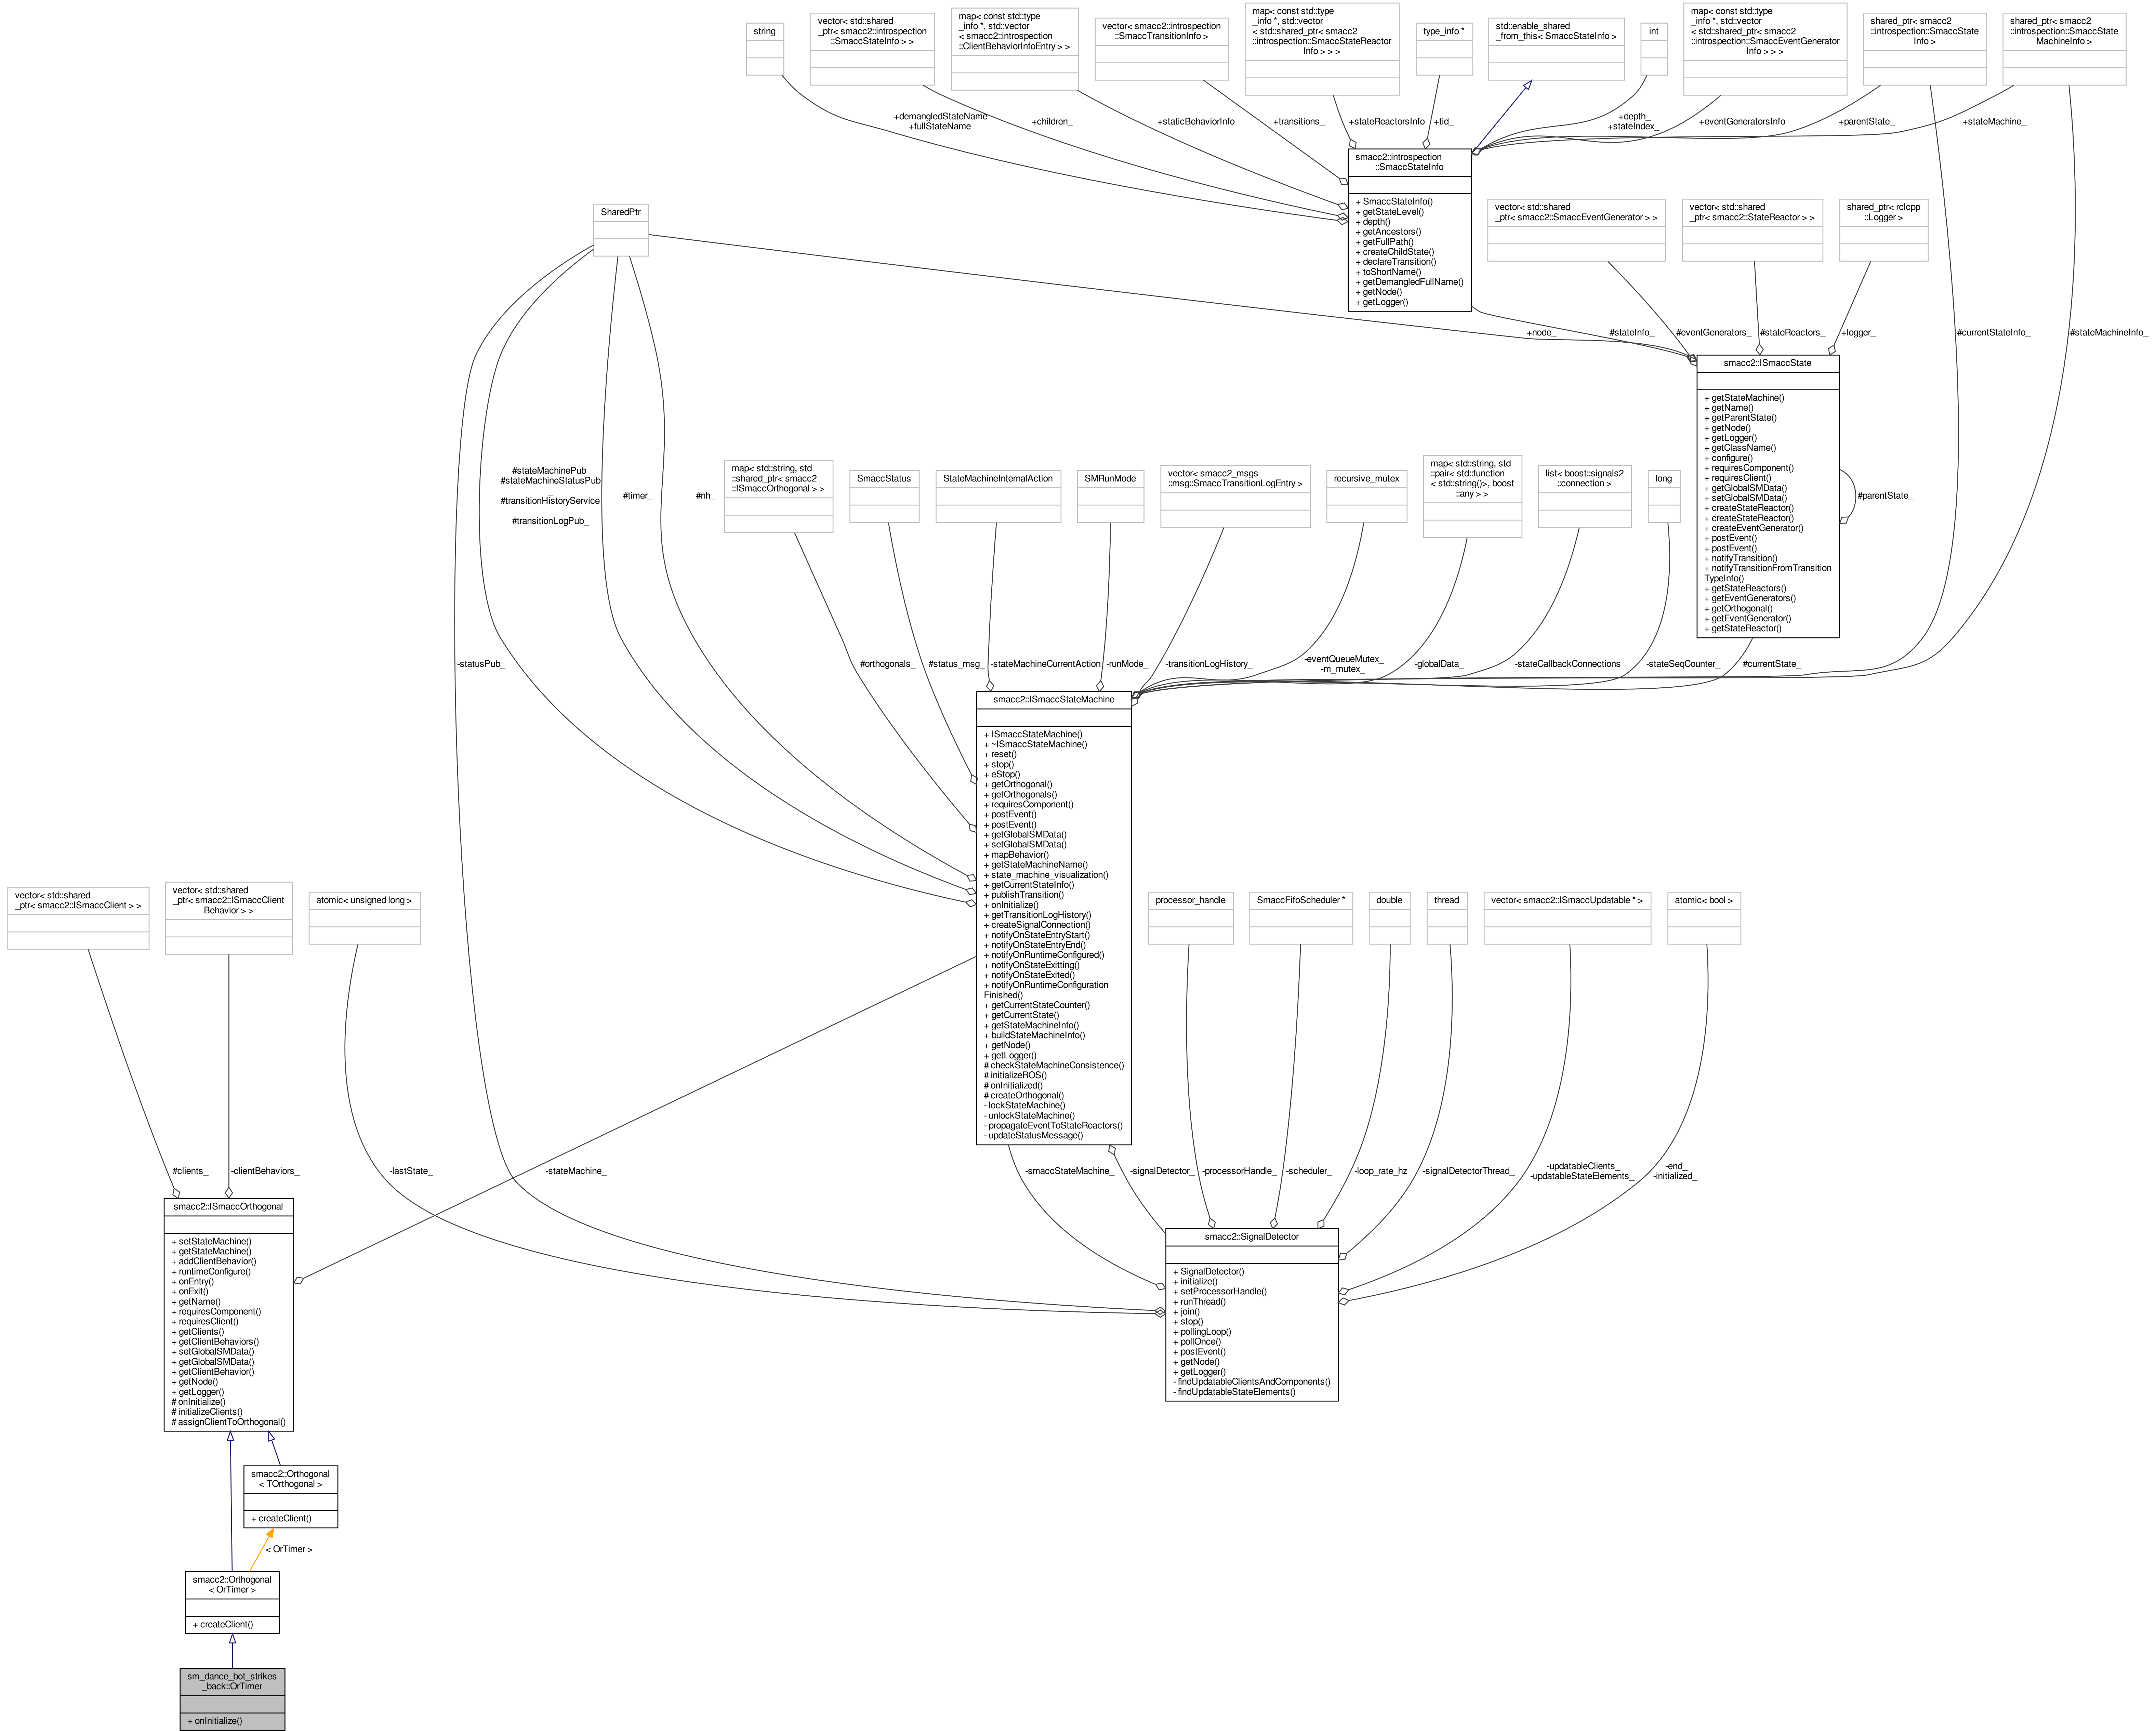 string
vector< std::shared
_ptr< smacc2::introspection
::SmaccStateInfo > >
map< const std::type
_info *, std::vector
< smacc2::introspection
::ClientBehaviorInfoEntry > >
vector< smacc2::introspection
::SmaccTransitionInfo >
map< const std::type
_info *, std::vector
< std::shared_ptr< smacc2
::introspection::SmaccStateReactor
Info > > >
type_info *
std::enable_shared
_from_this< SmaccStateInfo >
int
map< const std::type
_info *, std::vector
< std::shared_ptr< smacc2
::introspection::SmaccEventGenerator
Info > > >
shared_ptr< smacc2
::introspection::SmaccState
Info >
shared_ptr< smacc2
::introspection::SmaccState
MachineInfo >
+demangledStateName
+fullStateName
+children_
+staticBehaviorInfo
+transitions_
+stateReactorsInfo
+tid_
+depth_
+stateIndex_
+eventGeneratorsInfo
+parentState_
+stateMachine_
smacc2::introspection
::SmaccStateInfo
+ SmaccStateInfo()
+ getStateLevel()
+ depth()
+ getAncestors()
+ getFullPath()
+ createChildState()
+ declareTransition()
+ toShortName()
+ getDemangledFullName()
+ getNode()
+ getLogger()
SharedPtr
vector< std::shared
_ptr< smacc2::SmaccEventGenerator > >
vector< std::shared
_ptr< smacc2::StateReactor > >
shared_ptr< rclcpp
::Logger >
+node_
#stateInfo_
#eventGenerators_
#stateReactors_
+logger_
#currentStateInfo_
#stateMachineInfo_
smacc2::ISmaccState
+ getStateMachine()
+ getName()
+ getParentState()
+ getNode()
+ getLogger()
+ getClassName()
+ configure()
+ requiresComponent()
+ requiresClient()
+ getGlobalSMData()
+ setGlobalSMData()
+ createStateReactor()
+ createStateReactor()
+ createEventGenerator()
+ postEvent()
+ postEvent()
+ notifyTransition()
+ notifyTransitionFromTransition
TypeInfo()
+ getStateReactors()
+ getEventGenerators()
+ getOrthogonal()
+ getEventGenerator()
+ getStateReactor()
#parentState_
#stateMachinePub_
#stateMachineStatusPub
_
#transitionHistoryService
_
#transitionLogPub_
#timer_
#nh_
map< std::string, std
::shared_ptr< smacc2
::ISmaccOrthogonal > >
SmaccStatus
StateMachineInternalAction
SMRunMode
vector< smacc2_msgs
::msg::SmaccTransitionLogEntry >
recursive_mutex
map< std::string, std
::pair< std::function
< std::string()>, boost
::any > >
list< boost::signals2
::connection >
long
-statusPub_
#orthogonals_
#status_msg_
-stateMachineCurrentAction
-runMode_
-transitionLogHistory_
-eventQueueMutex_
-m_mutex_
-globalData_
-stateCallbackConnections
-stateSeqCounter_
#currentState_
smacc2::ISmaccStateMachine
+ ISmaccStateMachine()
+ ~ISmaccStateMachine()
+ reset()
+ stop()
+ eStop()
+ getOrthogonal()
+ getOrthogonals()
+ requiresComponent()
+ postEvent()
+ postEvent()
+ getGlobalSMData()
+ setGlobalSMData()
+ mapBehavior()
+ getStateMachineName()
+ state_machine_visualization()
+ getCurrentStateInfo()
+ publishTransition()
+ onInitialize()
+ getTransitionLogHistory()
+ createSignalConnection()
+ notifyOnStateEntryStart()
+ notifyOnStateEntryEnd()
+ notifyOnRuntimeConfigured()
+ notifyOnStateExitting()
+ notifyOnStateExited()
+ notifyOnRuntimeConfiguration
Finished()
+ getCurrentStateCounter()
+ getCurrentState()
+ getStateMachineInfo()
+ buildStateMachineInfo()
+ getNode()
+ getLogger()
# checkStateMachineConsistence()
# initializeROS()
# onInitialized()
# createOrthogonal()
- lockStateMachine()
- unlockStateMachine()
- propagateEventToStateReactors()
- updateStatusMessage()
vector< std::shared
_ptr< smacc2::ISmaccClient > >
vector< std::shared
_ptr< smacc2::ISmaccClient
Behavior > >
atomic< unsigned long >
processor_handle
SmaccFifoScheduler *
double
thread
vector< smacc2::ISmaccUpdatable * >
atomic< bool >
#clients_
-clientBehaviors_
-lastState_
-stateMachine_
-smaccStateMachine_
-signalDetector_
-processorHandle_
-scheduler_
-loop_rate_hz
-signalDetectorThread_
-updatableClients_
-updatableStateElements_
-end_
-initialized_
smacc2::ISmaccOrthogonal
+ setStateMachine()
+ getStateMachine()
+ addClientBehavior()
+ runtimeConfigure()
+ onEntry()
+ onExit()
+ getName()
+ requiresComponent()
+ requiresClient()
+ getClients()
+ getClientBehaviors()
+ setGlobalSMData()
+ getGlobalSMData()
+ getClientBehavior()
+ getNode()
+ getLogger()
# onInitialize()
# initializeClients()
# assignClientToOrthogonal()
smacc2::SignalDetector
+ SignalDetector()
+ initialize()
+ setProcessorHandle()
+ runThread()
+ join()
+ stop()
+ pollingLoop()
+ pollOnce()
+ postEvent()
+ getNode()
+ getLogger()
- findUpdatableClientsAndComponents()
- findUpdatableStateElements()
smacc2::Orthogonal
< TOrthogonal >
+ createClient()
< OrTimer >
smacc2::Orthogonal
< OrTimer >
+ createClient()
sm_dance_bot_strikes
_back::OrTimer
+ onInitialize()